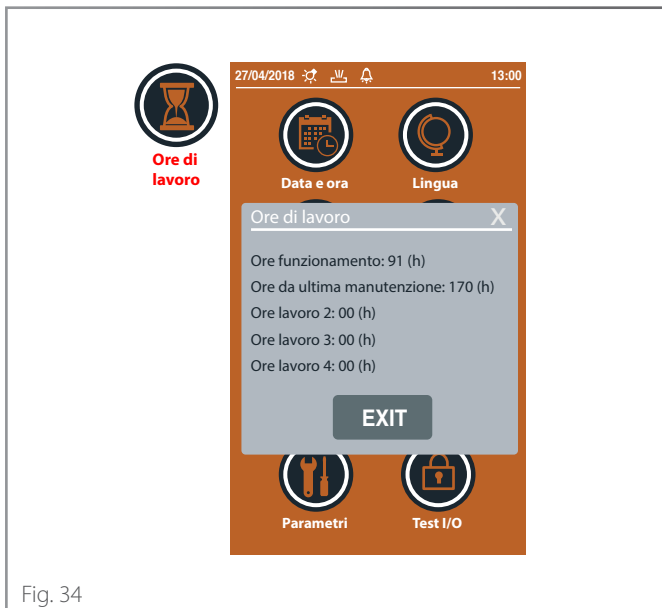 27/04/2018 13:00
Ore di
lavoro
Data e ora
Lingua
Ore di lavoro X
Ore funzionamento: 91 (h)
Ore da ultima manutenzione: 170 (h)
Ore lavoro 2: 00 (h)
Ore lavoro 3: 00 (h)
Ore lavoro 4: 00 (h)
EXIT
Parametri
Test I/O
Fig. 34